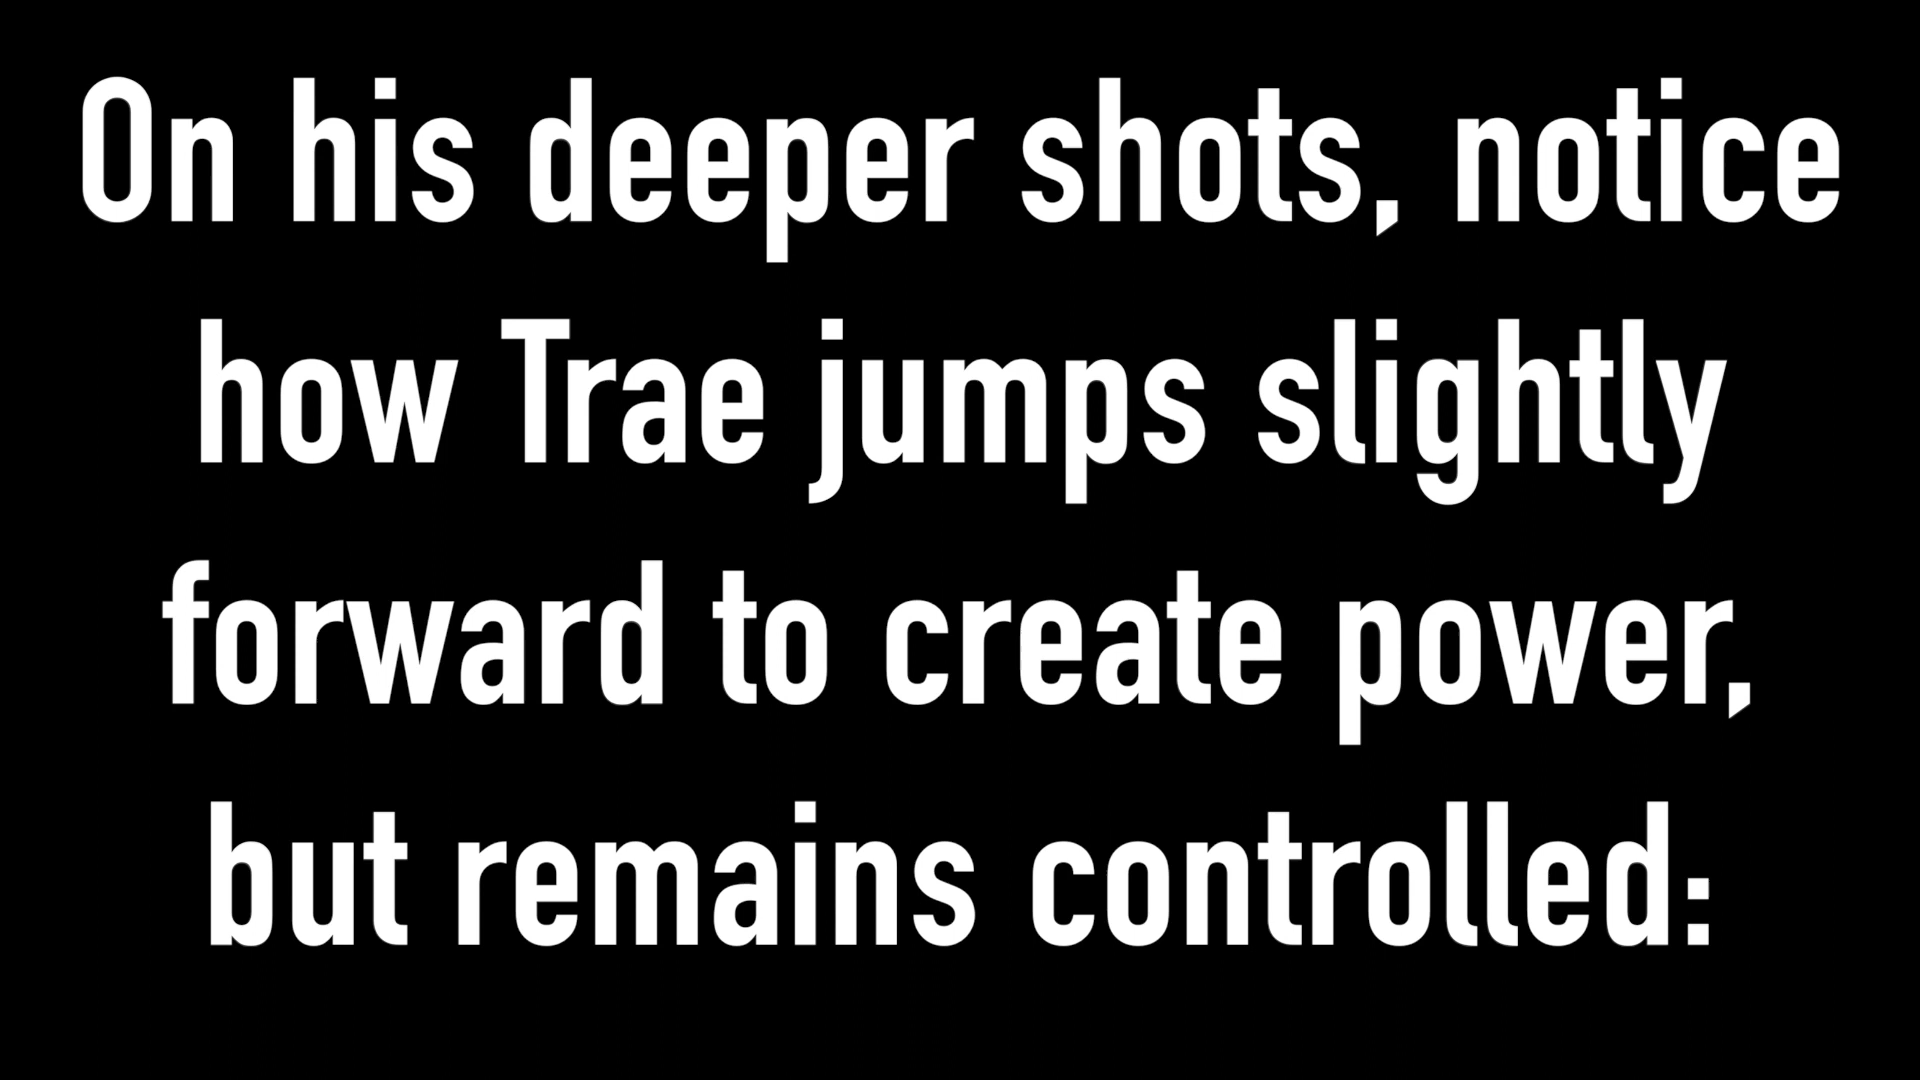 On his deeper shots, notice
how Trae jumps slightly
forward to create power,
but remains controlled: